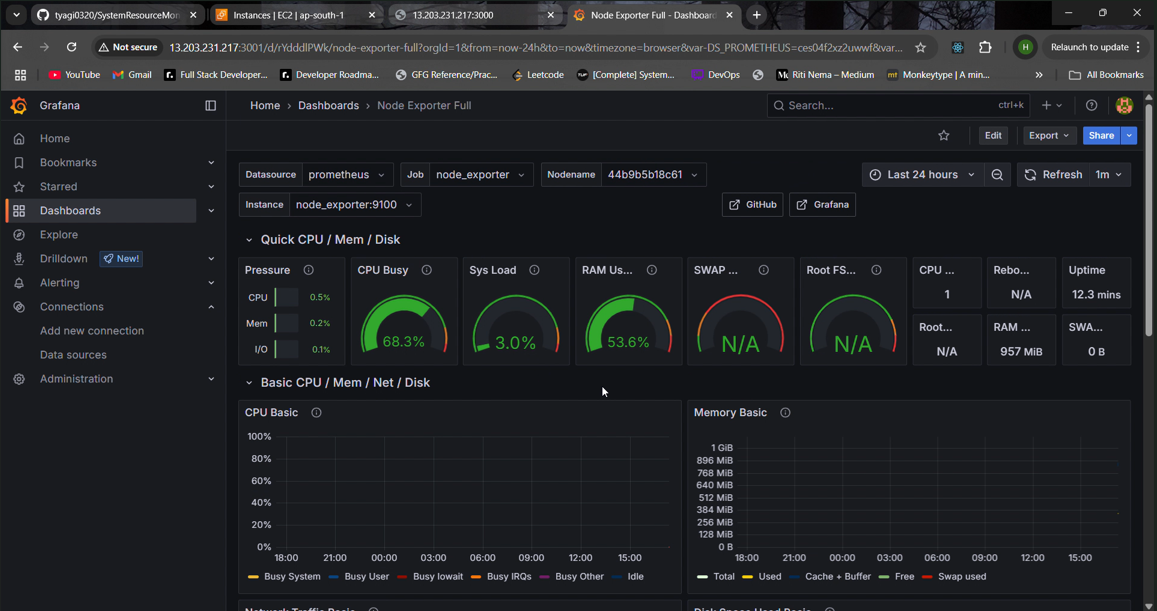 tyagi0320/SystemResourceMon
Instances | EC2 | ap-south-1
13.203.231.217:3000
Node Exporter Full - Dashboard
Not secure
13.203.231.217:3001/d/rYdddlPWk/node-exporter-full?orgId=1&from=now-24h&to=now&timezone=browser&var-DS_PROMETHEUS=ces04f2xz2uwwf&var...
H
Relaunch to update
YouTube
Gmail
Full Stack Developer...
Developer Roadma...
GFG Reference/Prac...
Leetcode
[Complete] System...
DevOps
Riti Nema – Medium
Monkeytype | A min...
All Bookmarks
Grafana
Home
Dashboards
Node Exporter Full
Search...
ctrl+k
Edit
Export
Share
Home
Bookmarks
Starred
Dashboards
Explore
Drilldown
New!
Alerting
Connections
Add new connection
Data sources
Administration
Datasource
prometheus
Job
node_exporter
Nodename
44b9b5b18c61
Last 24 hours
Refresh
1m
Instance
node_exporter:9100
GitHub
Grafana
Quick CPU / Mem / Disk
Pressure
CPU 0.5%
Mem 0.2%
I/O 0.1%
CPU Busy
68.3%
Sys Load
3.0%
RAM Us...
53.6%
SWAP ...
N/A
Root FS...
N/A
CPU ...
1
Rebo...
N/A
Uptime
12.3 mins
Root...
N/A
RAM ...
957 MiB
SWA...
0 B
Basic CPU / Mem / Net / Disk
CPU Basic
100%
80%
60%
40%
20%
0%
18:00 21:00 00:00 03:00 06:00 09:00 12:00 15:00
Busy System Busy User Busy Iowait Busy IRQs Busy Other Idle
Memory Basic
1 GiB
896 MiB
768 MiB
640 MiB
512 MiB
384 MiB
256 MiB
128 MiB
0 B
18:00 21:00 00:00 03:00 06:00 09:00 12:00 15:00
Total Used Cache + Buffer Free Swap used
Network Traffic Basic
Disk Space Used Basic